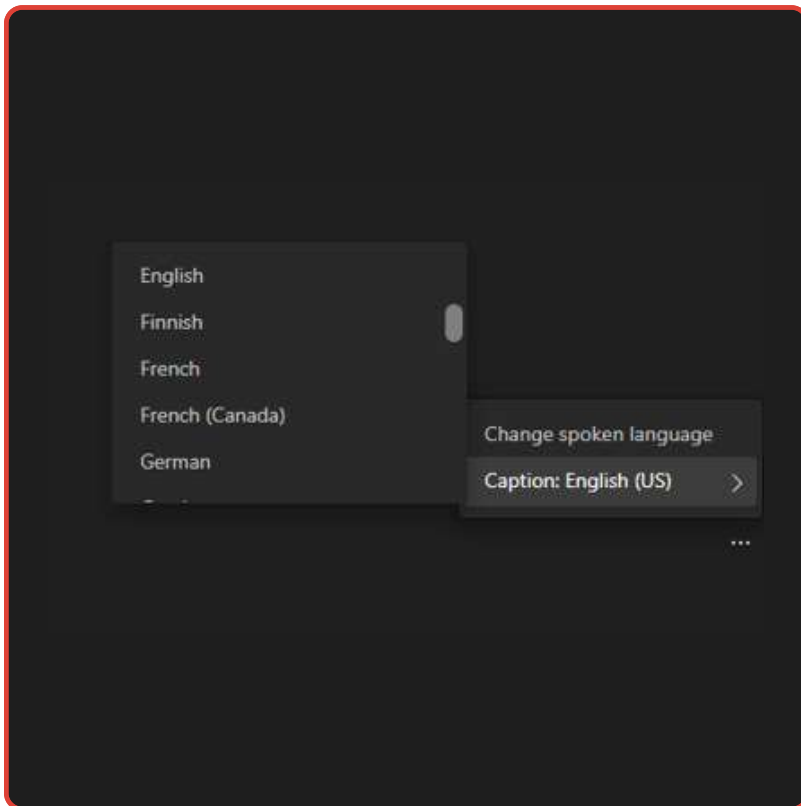 English
Finnish
French
French (Canada)
German
Change spoken language
Caption: English (US)
...